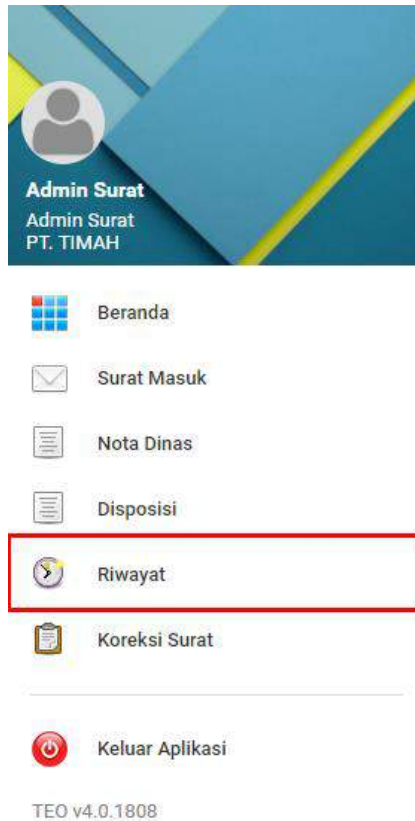 Admin Surat
Admin Surat
PT. TIMAH
Beranda
Surat Masuk
Nota Dinas
Disposisi
Riwayat
Koreksi Surat
Keluar Aplikasi
TEO v4.0.1808